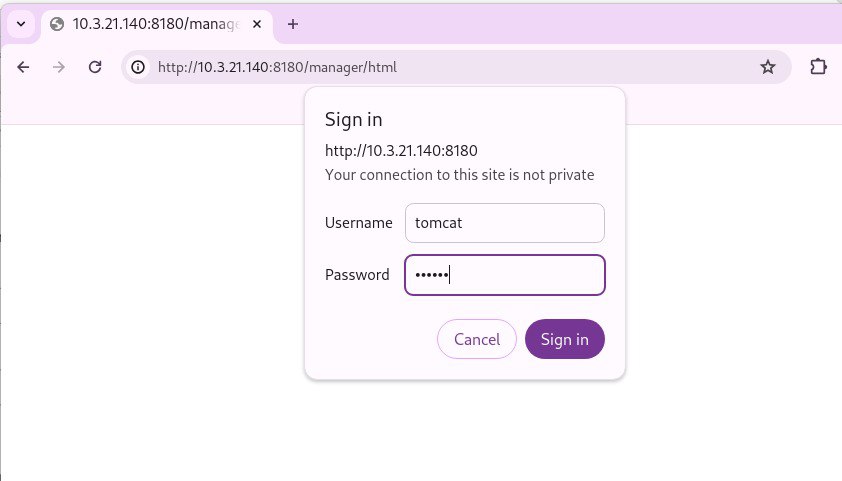 10.3.21.140:8180/manage
http://10.3.21.140:8180/manager/html
Sign in
http://10.3.21.140:8180
Your connection to this site is not private
Username tomcat
Password ••••••
Cancel Sign in